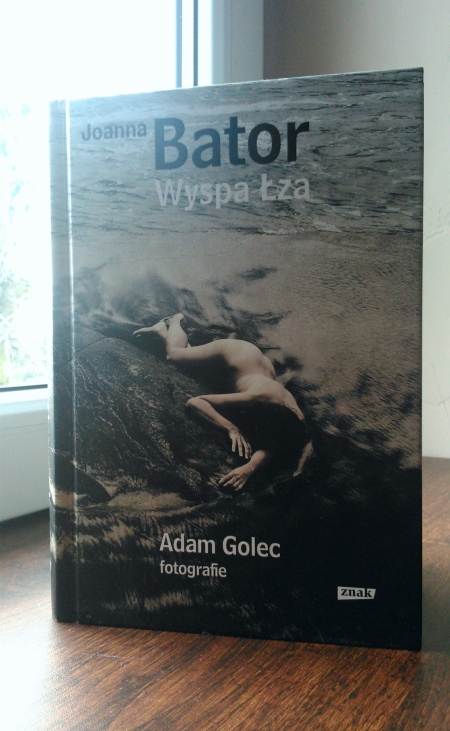 Joanna Bator
Wyspa Łza
Adam Golec
fotografie
znak